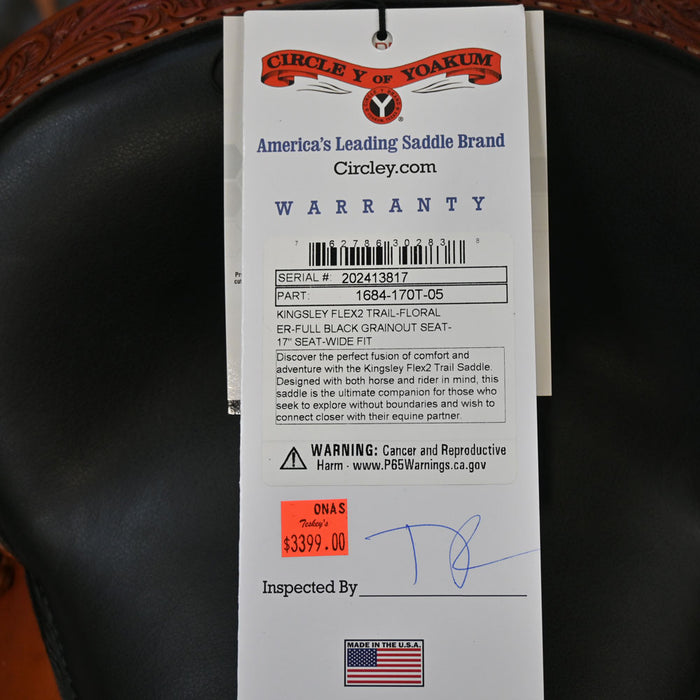 CIRCLE Y OF YOAKUM
Y
®
America's Leading Saddle Brand
Circley.com
WARRANTY
7 62786 30283 8
SERIAL #: 202413817
PART: 1684-170T-05
KINGSLEY FLEX2 TRAIL-FLORAL
ER-FULL BLACK GRAINOUT SEAT-
17" SEAT-WIDE FIT
Discover the perfect fusion of comfort and
adventure with the Kingsley Flex2 Trail Saddle.
Designed with both horse and rider in mind, this
saddle is the ultimate companion for those who
seek to explore without boundaries and wish to
connect closer with their equine partner.
WARNING: Cancer and Reproductive
Harm - www.P65Warnings.ca.gov
ONAS
Teskey's
$3399.00
Inspected By
MADE IN THE U.S.A.